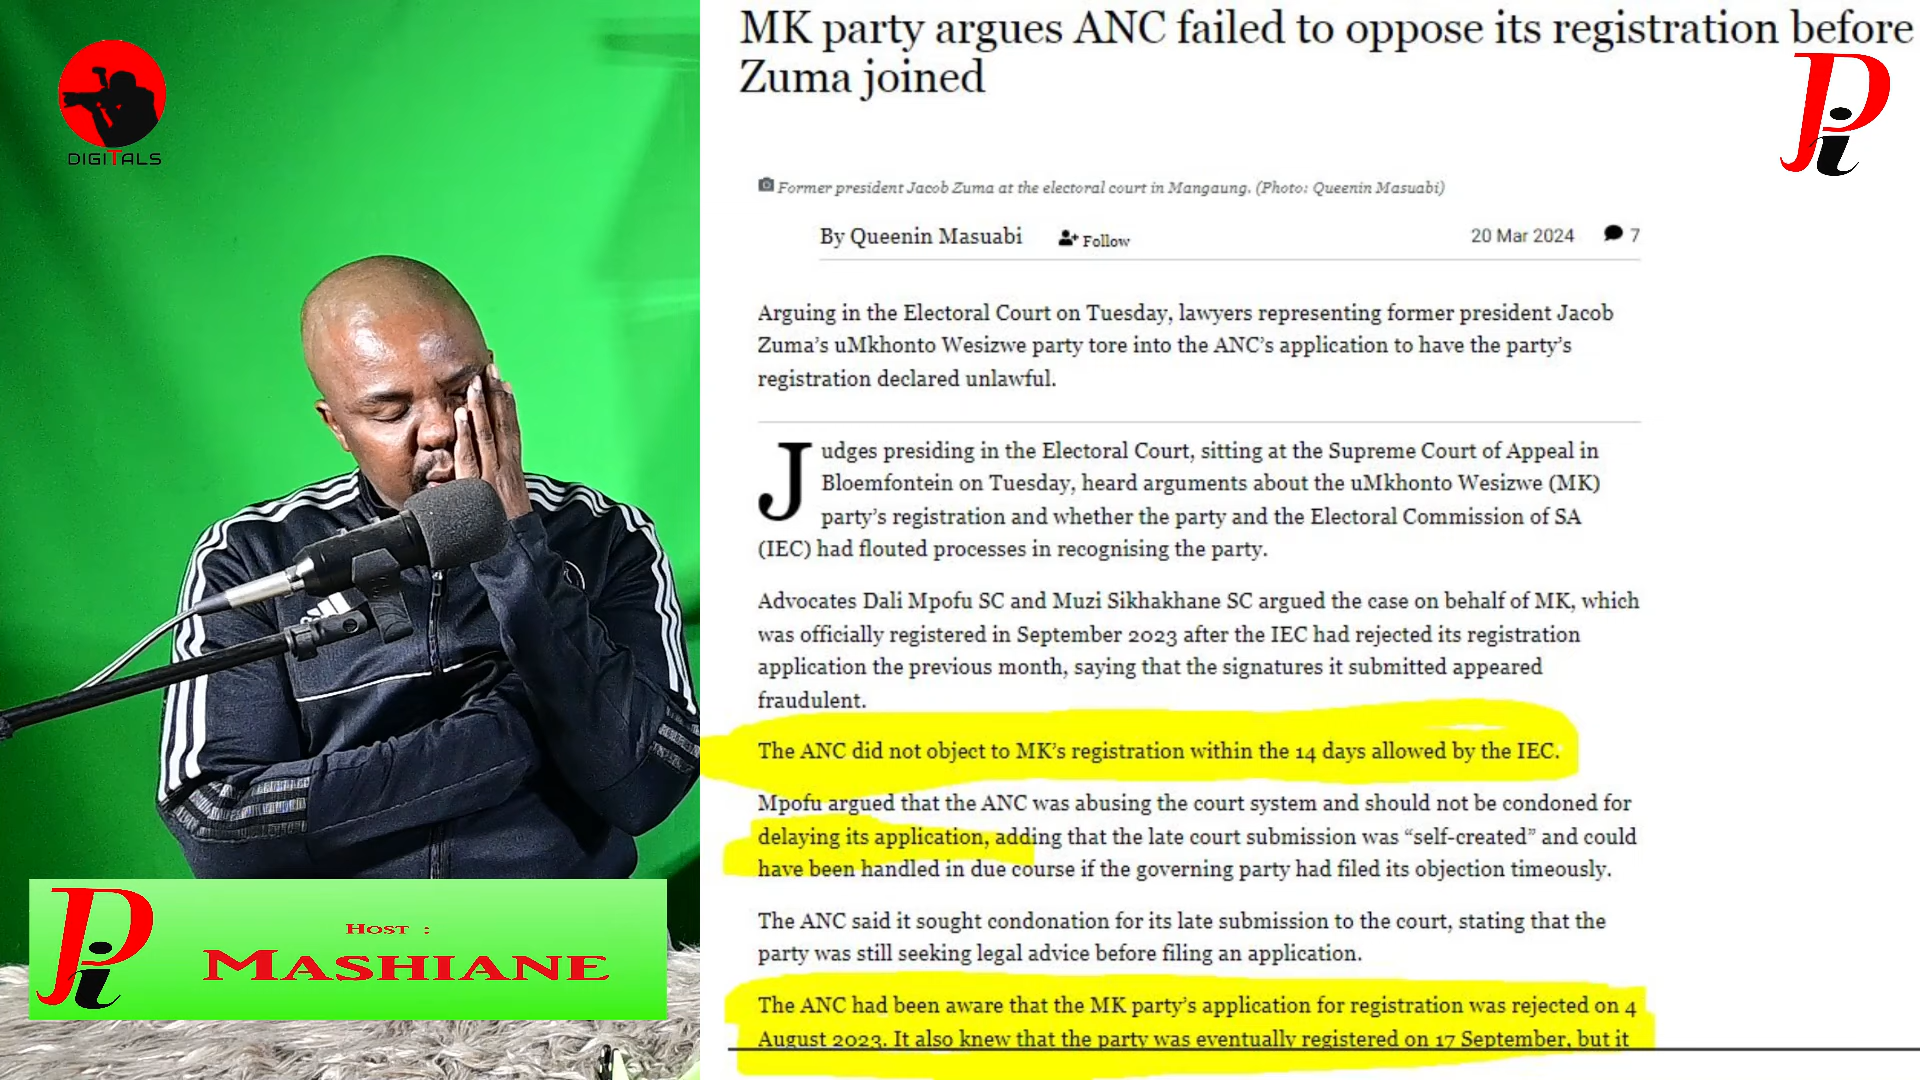 MK party argues ANC failed to oppose its registration before
Zuma joined
DIGITALS
Pi
Former president Jacob Zuma at the electoral court in Mangaung. (Photo: Queenin Masuabi)
By Queenin Masuabi
Follow
20 Mar 2024
7
Arguing in the Electoral Court on Tuesday, lawyers representing former president Jacob
Zuma's uMkhonto Wesizwe party tore into the ANC's application to have the party's
registration declared unlawful.
Judges presiding in the Electoral Court, sitting at the Supreme Court of Appeal in
Bloemfontein on Tuesday, heard arguments about the uMkhonto Wesizwe (MK)
party's registration and whether the party and the Electoral Commission of SA
(IEC) had flouted processes in recognising the party.
Advocates Dali Mpofu SC and Muzi Sikhakhane SC argued the case on behalf of MK, which
was officially registered in September 2023 after the IEC had rejected its registration
application the previous month, saying that the signatures it submitted appeared
fraudulent.
The ANC did not object to MK's registration within the 14 days allowed by the IEC.
Mpofu argued that the ANC was abusing the court system and should not be condoned for
delaying its application, adding that the late court submission was “self-created” and could
have been handled in due course if the governing party had filed its objection timeously.
The ANC said it sought condonation for its late submission to the court, stating that the
party was still seeking legal advice before filing an application.
The ANC had been aware that the MK party's application for registration was rejected on 4
August 2023. It also knew that the party was eventually registered on 17 September, but it
Pi
HOST :
MASHIANE